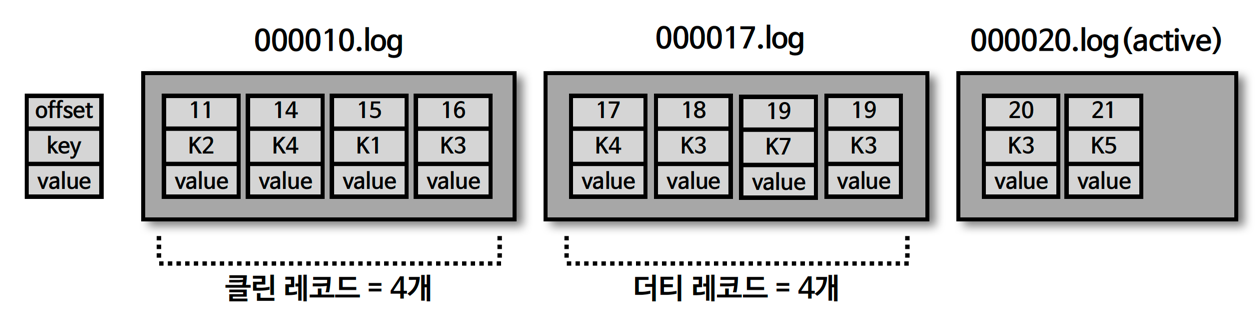 000010.log
000017.log
000020.log(active)
offset
key
value
11
K2
value
14
K4
value
15
K1
value
16
K3
value
17
K4
value
18
K3
value
19
K7
value
19
K3
value
20
K3
value
21
K5
value
클린 레코드 = 4개
더티 레코드 = 4개